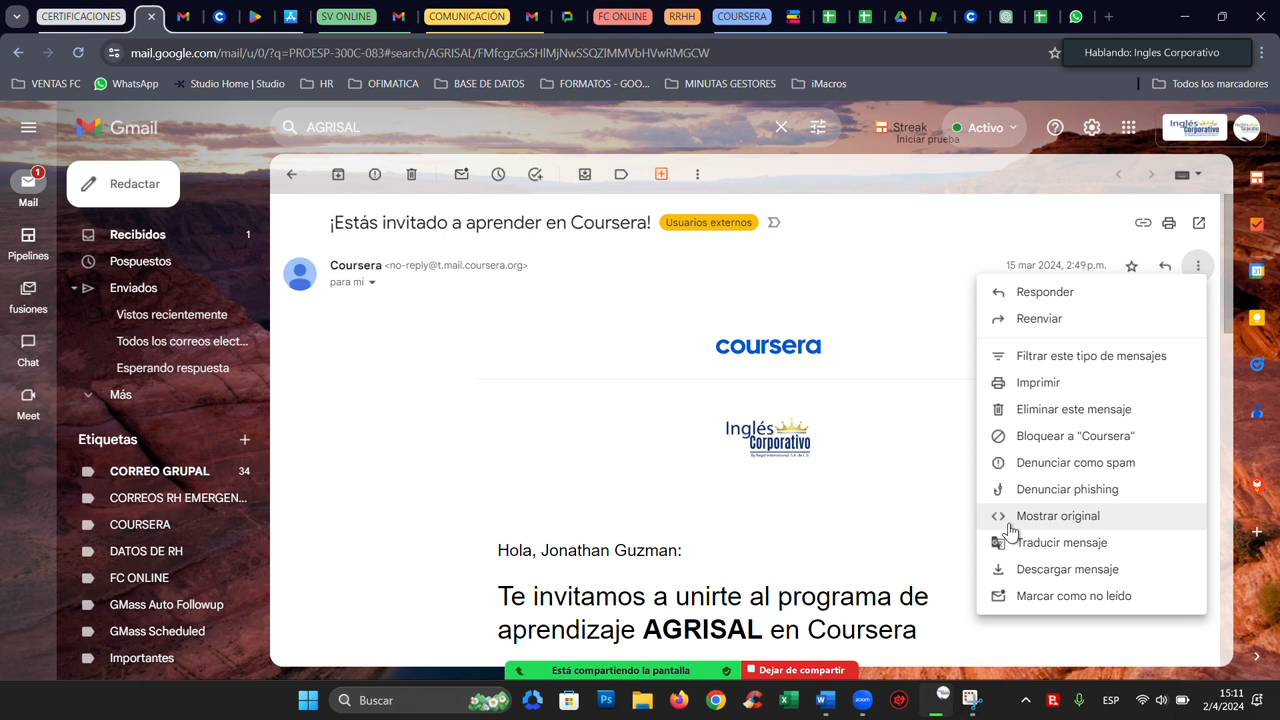 CERTIFICACIONES
SV ONLINE
COMUNICACIÓN
FC ONLINE
RRHH
COURSERA
mail.google.com/mail/u/0/?q=PROESP-300C-083#search/AGRISAL/FMfcgzGxSHlMjNwSSQZlMMVbHVwRMGCW
Hablando: Ingles Corporativo
VENTAS FC
WhatsApp
Studio Home | Studio
HR
OFIMATICA
BASE DE DATOS
FORMATOS - GOO...
MINUTAS GESTORES
iMacros
Todos los marcadores
Gmail
AGRISAL
Streak
Iniciar prueba
Activo
Inglés
Corporativo
1
Mail
Pipelines
fusiones
Chat
Meet
Redactar
Recibidos 1
Pospuestos
Enviados
Vistos recientemente
Todos los correos elect...
Esperando respuesta
Más
Etiquetas
CORREO GRUPAL 34
CORREOS RH EMERGEN...
COURSERA
DATOS DE RH
FC ONLINE
GMass Auto Followup
GMass Scheduled
Importantes
¡Estás invitado a aprender en Coursera! Usuarios externos
Coursera <no-reply@t.mail.coursera.org>
15 mar 2024, 2:49 p.m.
para mí
coursera
Inglés
Corporativo
Hola, Jonathan Guzman:
Te invitamos a unirte al programa de
aprendizaje AGRISAL en Coursera
Responder
Reenviar
Filtrar este tipo de mensajes
Imprimir
Eliminar este mensaje
Bloquear a "Coursera"
Denunciar como spam
Denunciar phishing
Mostrar original
Traducir mensaje
Descargar mensaje
Marcar como no leído
Está compartiendo la pantalla
Dejar de compartir
Buscar
ESP
15:11
2/4/2024